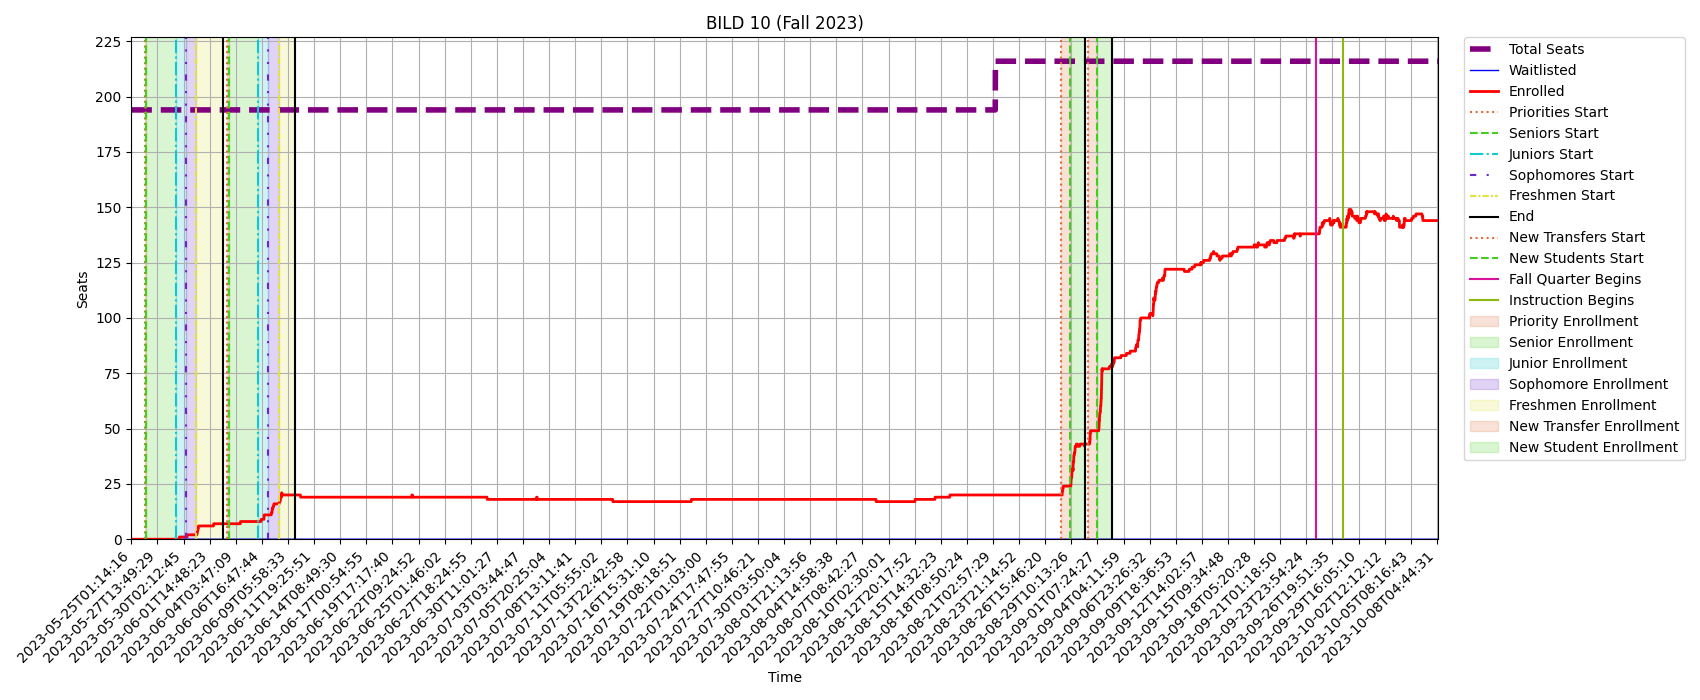 BILD 10 (Fall 2023)
225
200
175
150
125
100
75
50
25
0
Seats
2023-05-25T01:14:16
2023-05-27T13:49:29
2023-05-30T02:12:45
2023-06-01T14:48:23
2023-06-04T03:47:09
2023-06-06T16:47:44
2023-06-09T05:58:33
2023-06-11T19:25:51
2023-06-14T08:49:30
2023-06-17T00:54:55
2023-06-19T17:17:40
2023-06-22T09:24:52
2023-06-25T01:46:02
2023-06-27T18:24:55
2023-06-30T11:01:27
2023-07-03T03:44:47
2023-07-05T20:25:04
2023-07-08T13:11:41
2023-07-11T05:55:02
2023-07-13T22:42:58
2023-07-16T15:31:10
2023-07-19T08:18:51
2023-07-22T01:03:00
2023-07-24T17:47:55
2023-07-27T10:46:21
2023-07-30T03:50:04
2023-08-01T21:13:56
2023-08-04T14:58:38
2023-08-07T08:42:27
2023-08-10T02:30:01
2023-08-12T20:17:52
2023-08-15T14:32:23
2023-08-18T08:50:24
2023-08-21T02:57:29
2023-08-23T21:14:52
2023-08-26T15:46:20
2023-08-29T10:13:26
2023-09-01T07:24:27
2023-09-04T04:11:59
2023-09-06T23:26:32
2023-09-09T18:36:53
2023-09-12T14:02:57
2023-09-15T09:34:48
2023-09-18T05:20:28
2023-09-21T01:18:50
2023-09-23T23:54:24
2023-09-26T19:51:35
2023-09-29T16:05:10
2023-10-02T12:12:12
2023-10-05T08:16:43
2023-10-08T04:44:31
Time
Total Seats
Waitlisted
Enrolled
Priorities Start
Seniors Start
Juniors Start
Sophomores Start
Freshmen Start
End
New Transfers Start
New Students Start
Fall Quarter Begins
Instruction Begins
Priority Enrollment
Senior Enrollment
Junior Enrollment
Sophomore Enrollment
Freshmen Enrollment
New Transfer Enrollment
New Student Enrollment